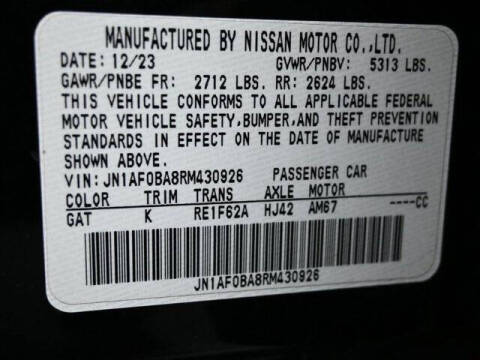 MANUFACTURED BY NISSAN MOTOR CO.,LTD.
DATE: 12/23 GVWR/PNBV: 5313 LBS.
GAWR/PNBE FR: 2712 LBS. RR: 2624 LBS.
THIS VEHICLE CONFORMS TO ALL APPLICABLE FEDERAL
MOTOR VEHICLE SAFETY,BUMPER,AND THEFT PREVENTION
STANDARDS IN EFFECT ON THE DATE OF MANUFACTURE
SHOWN ABOVE.
VIN: JN1AF0BA8RM430926 PASSENGER CAR
COLOR TRIM TRANS AXLE MOTOR
GAT K RE1F62A HJ42 AM67 ----CC
JN1AF0BA8RM430926